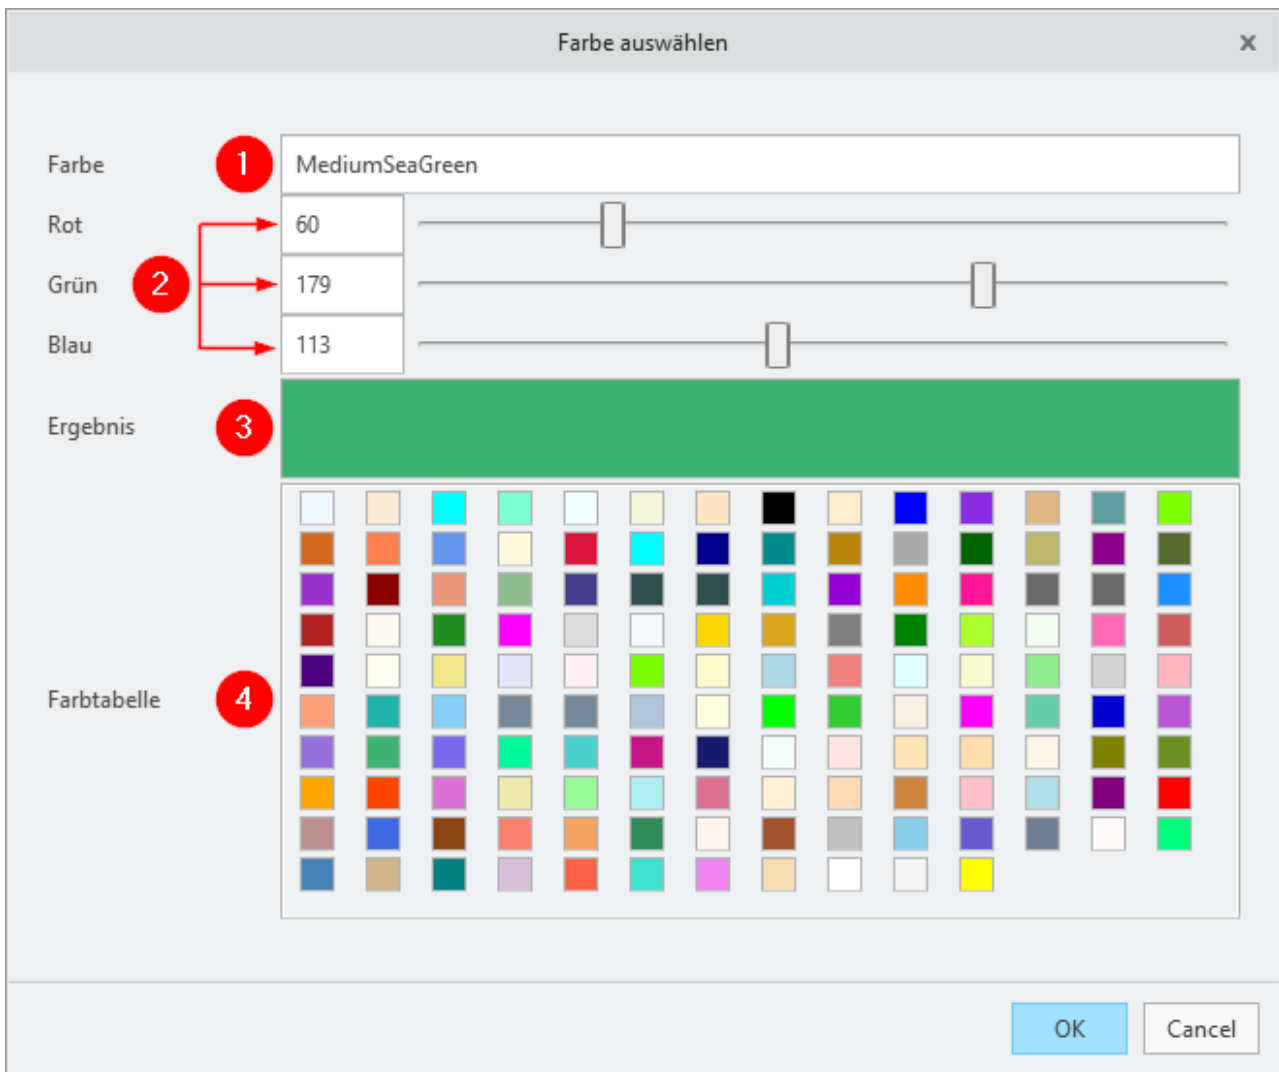 Farbe auswählen x
Farbe 1 MediumSeaGreen
Rot 60
Grün 2 179
Blau 113
Ergebnis 3
Farbtabelle 4
OK Cancel